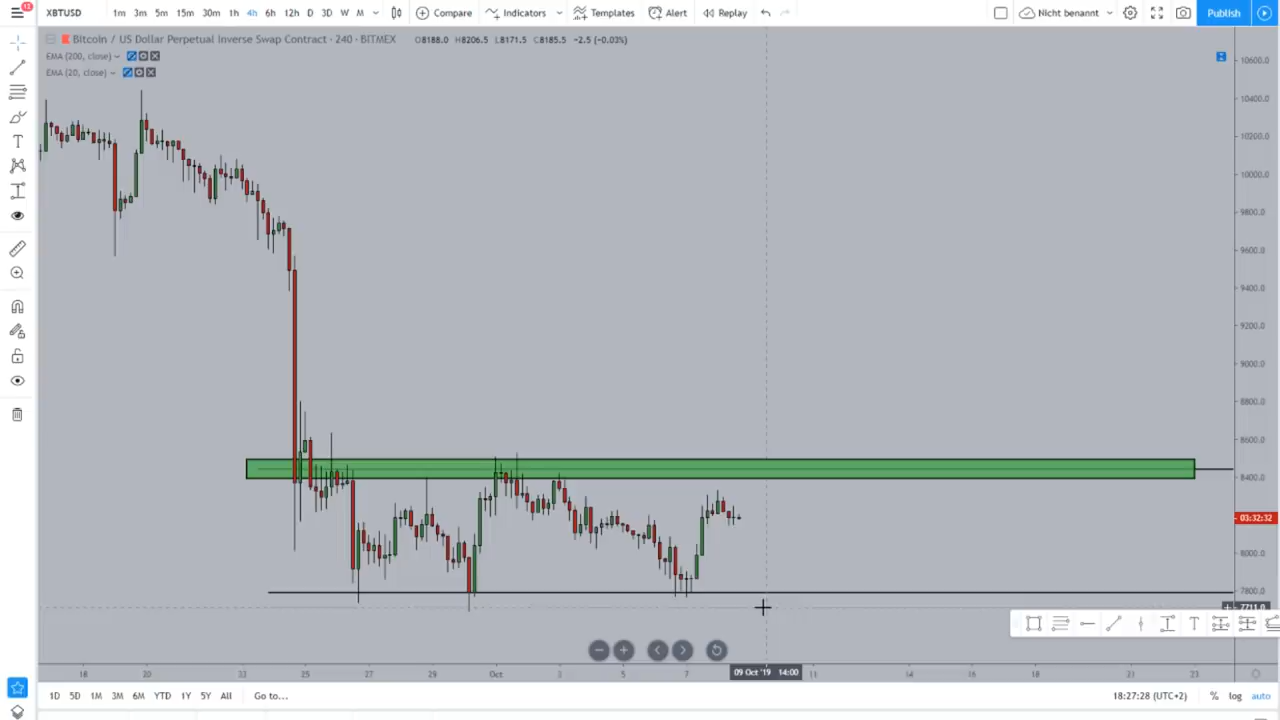 11
XBTUSD 1m 3m 5m 15m 30m 1h 4h 6h 12h D 3D W M Compare Indicators Templates Alert Replay Nicht benannt Publish
Bitcoin / US Dollar Perpetual Inverse Swap Contract · 240 · BITMEX O8188.0 H8206.5 L8171.5 C8185.5 −2.5 (−0.03%)
EMA (200, close)
EMA (20, close)
10600.0
10400.0
10200.0
10000.0
9800.0
9600.0
9400.0
9200.0
9000.0
8800.0
8600.0
8400.0
03:32:32
8000.0
7800.0
7711.0
18 20 25 27 29 Oct 3 5 7 09 Oct '19 14:00 11 14 16 18 21 23
1D 5D 1M 3M 6M YTD 1Y 5Y All Go to... 18:27:28 (UTC+2) % log auto